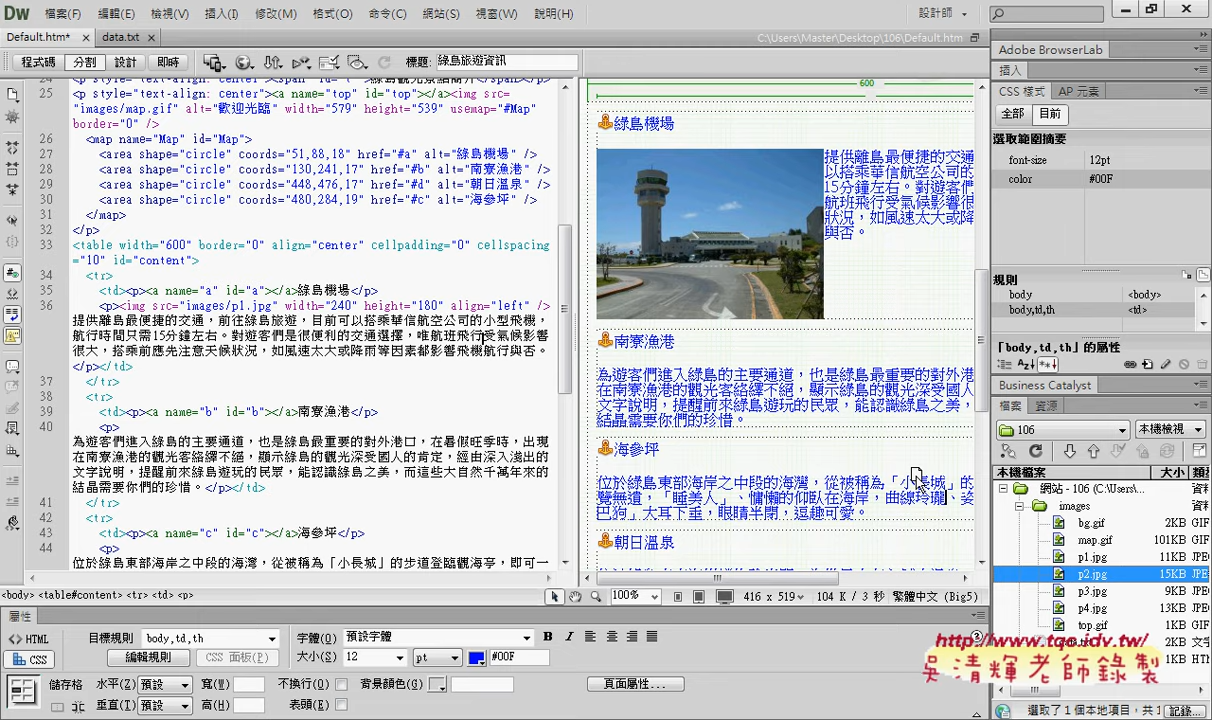 Dw 檔案(F) 編輯(E) 檢視(V) 插入(I) 修改(M) 格式(O) 命令(C) 網站(S) 視窗(W) 說明(H) 設計師
Default.htm* × data.txt × C:\Users\Master\Desktop\106\Default.htm
程式碼 分割 設計 即時 標題: 綠島旅遊資訊
24 <p style="text-align: center"><span id="t">綠島觀光景點簡介</span></p>
25 <p style="text-align: center"><a name="top" id="top"></a><img src=
"images/map.gif" alt="歡迎光臨" width="579" height="539" usemap="#Map"
border="0" />
26 <map name="Map" id="Map">
27 <area shape="circle" coords="51,88,18" href="#a" alt="綠島機場" />
28 <area shape="circle" coords="130,241,17" href="#b" alt="南寮漁港" />
29 <area shape="circle" coords="448,476,17" href="#d" alt="朝日溫泉" />
30 <area shape="circle" coords="480,284,19" href="#c" alt="海參坪" />
31 </map>
32 </p>
33 <table width="600" border="0" align="center" cellpadding="0" cellspacing
="10" id="content">
34 <tr>
35 <td><p><a name="a" id="a"></a>綠島機場</p>
36 <p><img src="images/p1.jpg" width="240" height="180" align="left" />
提供離島最便捷的交通，前往綠島旅遊，目前可以搭乘華信航空公司的小型飛機，
航行時間只需15分鐘左右。對遊客們是很便利的交通選擇，唯航班飛行受氣候影響
很大，搭乘前應先注意天候狀況，如風速太大或降雨等因素都影響飛機航行與否。
</p></td>
37 </tr>
38 <tr>
39 <td><p><a name="b" id="b"></a>南寮漁港</p>
40 <p>
為遊客們進入綠島的主要通道，也是綠島最重要的對外港口，在暑假旺季時，出現
在南寮漁港的觀光客絡繹不絕，顯示綠島的觀光深受國人的肯定，經由深入淺出的
文字說明，提醒前來綠島遊玩的民眾，能認識綠島之美，而這些大自然千萬年來的
結晶需要你們的珍惜。</p></td>
41 </tr>
42 <tr>
43 <td><p><a name="c" id="c"></a>海參坪</p>
44 <p>
位於綠島東部海岸之中段的海灣，從被稱為「小長城」的步道登臨觀海亭，即可一
600
綠島機場
提供離島最便捷的交通
以搭乘華信航空公司的
15分鐘左右。對遊客們
航班飛行受氣候影響很
狀況，如風速太大或降
與否。
南寮漁港
為遊客們進入綠島的主要通道，也是綠島最重要的對外港
在南寮漁港的觀光客絡繹不絕，顯示綠島的觀光深受國人
文字說明，提醒前來綠島遊玩的民眾，能認識綠島之美，
結晶需要你們的珍惜。
海參坪
位於綠島東部海岸之中段的海灣，從被稱為「小長城」的
覽無遺，「睡美人」、慵懶的仰臥在海岸，曲線玲瓏、姿
巴狗」大耳下垂，眼睛半閉，逗趣可愛。
朝日溫泉
<body> <table#content> <tr> <td> <p> 100% 416 x 519 104 K / 3 秒 繁體中文 (Big5)
屬性
<> HTML 目標規則 body,td,th 字體(O) 預設字體 B I
CSS 編輯規則 CSS 面板(P) 大小(S) 12 pt #00F
儲存格 水平(Z) 預設 寬(W) 不換行(O) 背景顏色(G) 頁面屬性...
垂直(T) 預設 高(H) 表頭(E)
Adobe BrowserLab
插入
CSS 樣式 AP 元素
全部 目前
選取範圍摘要
font-size 12pt
color #00F
規則
body <body>
body,td,th <td>
「body,td,th」的屬性
Business Catalyst
檔案 資源
106 本機檢視
本機檔案 大小 類
網站 - 106 (C:\Users...
images
bg.gif 2KB GIF
map.gif 101KB GIF
p1.jpg 11KB JPE
p2.jpg 15KB JPE
p3.jpg 9KB JPE
p4.jpg 13KB JPE
top.gif 62KB GIF
http://www.tqa.idv.tw/
吳清輝老師錄製
選取了 1 個本地項目，共 1 記錄...